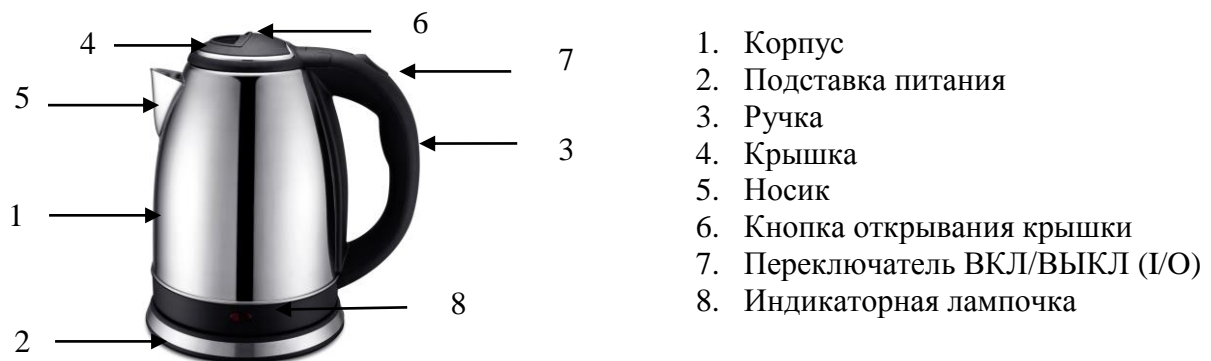 6
4
7
5
3
1
8
2
1. Корпус
2. Подставка питания
3. Ручка
4. Крышка
5. Носик
6. Кнопка открывания крышки
7. Переключатель ВКЛ/ВЫКЛ (I/O)
8. Индикаторная лампочка